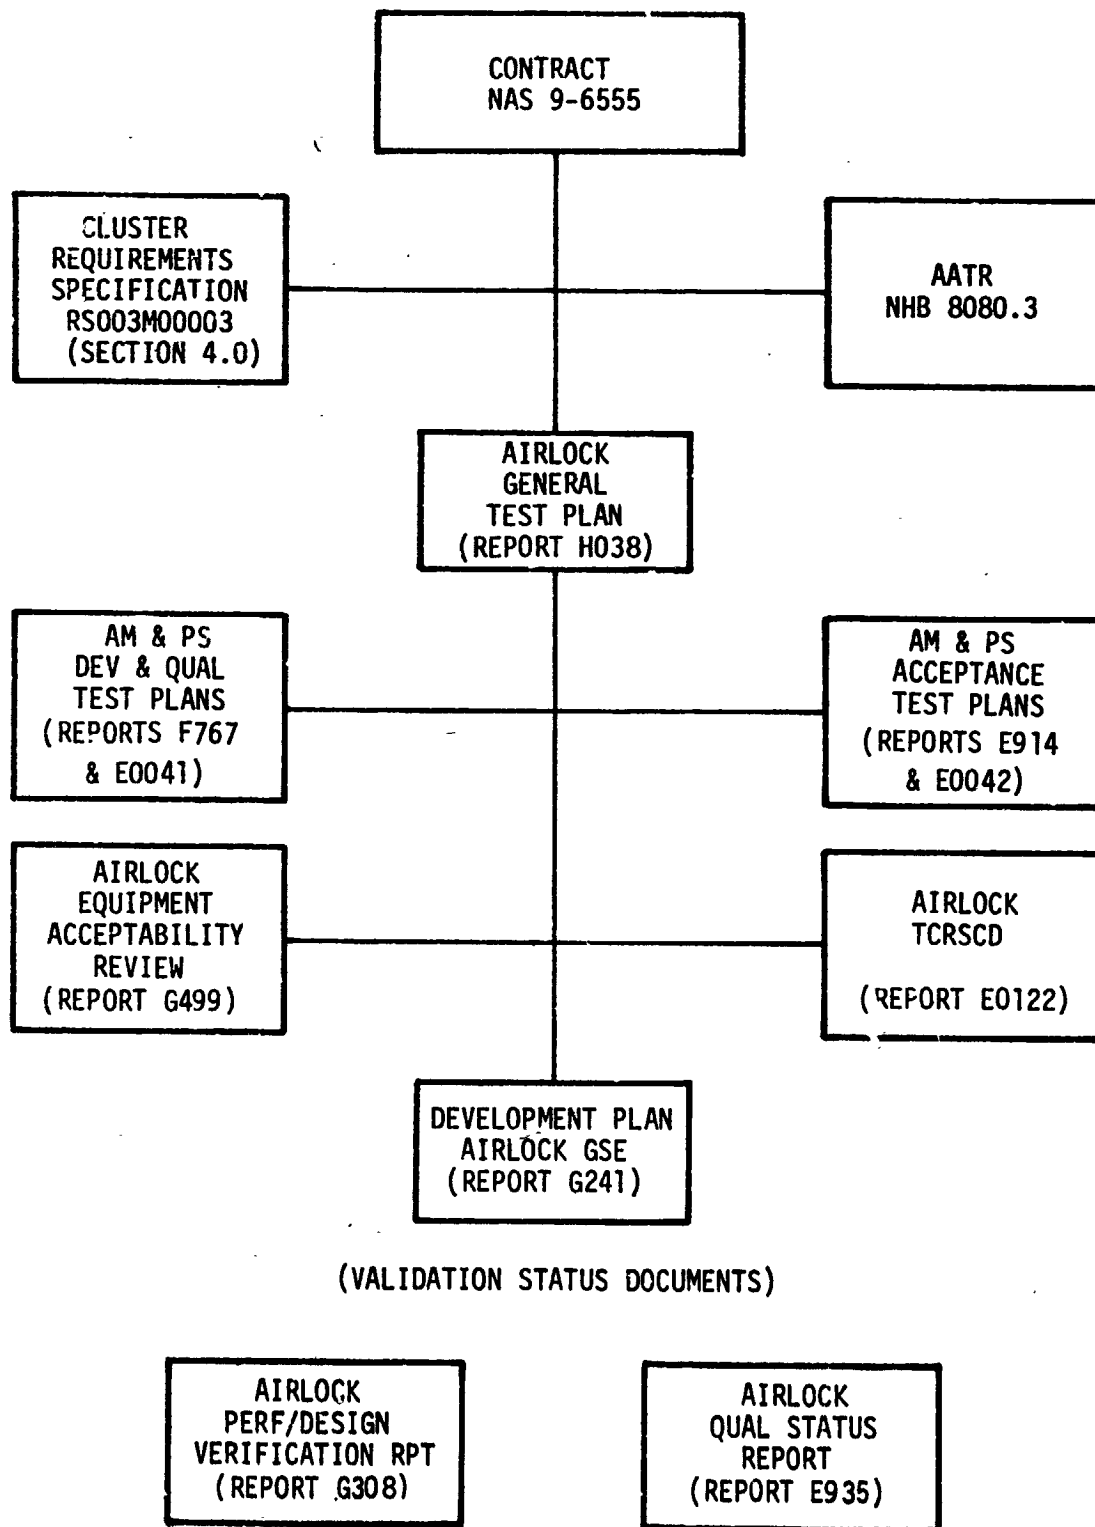 CONTRACT
NAS 9-6555
CLUSTER
REQUIREMENTS
SPECIFICATION
RS003M00003
(SECTION 4.0)
AATR
NHB 8080.3
AIRLOCK
GENERAL
TEST PLAN
(REPORT H038)
AM & PS
DEV & QUAL
TEST PLANS
(REPORTS F767
& E0041)
AM & PS
ACCEPTANCE
TEST PLANS
(REPORTS E914
& E0042)
AIRLOCK
EQUIPMENT
ACCEPTABILITY
REVIEW
(REPORT G499)
AIRLOCK
TCRSCD
(REPORT E0122)
DEVELOPMENT PLAN
AIRLOCK GSE
(REPORT G241)
(VALIDATION STATUS DOCUMENTS)
AIRLOCK
PERF/DESIGN
VERIFICATION RPT
(REPORT G308)
AIRLOCK
QUAL STATUS
REPORT
(REPORT E935)